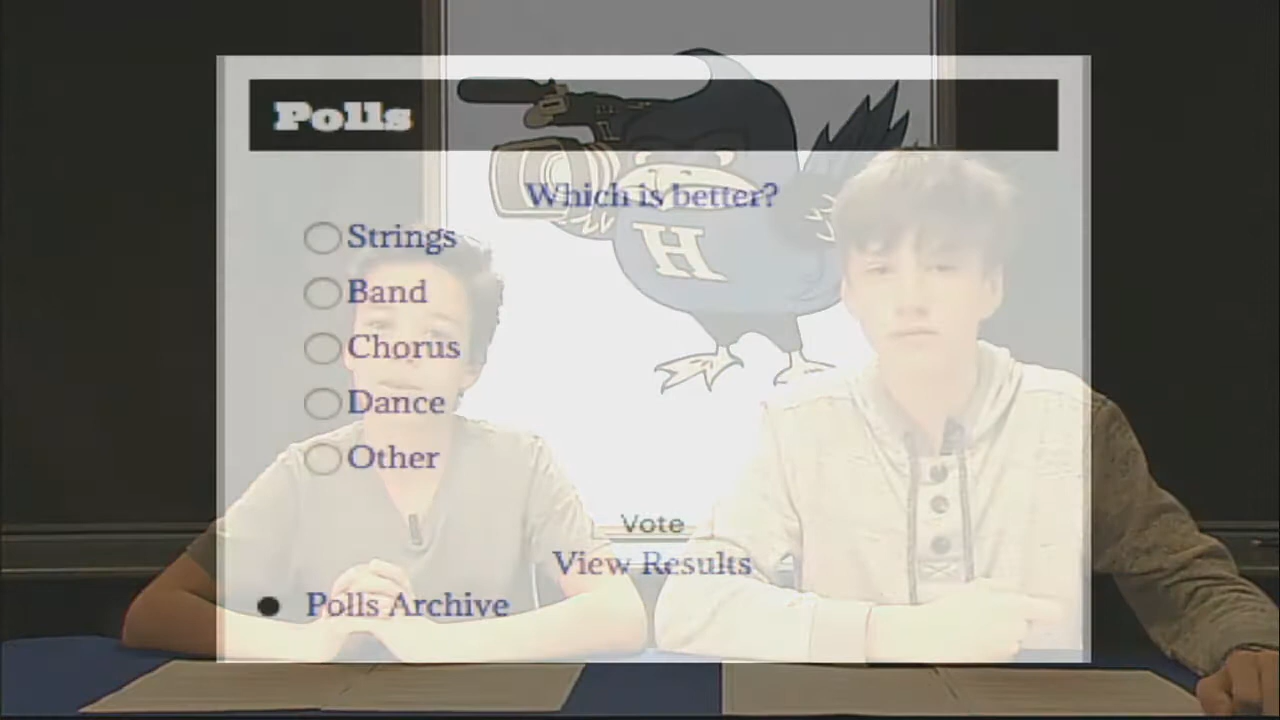 Polls
Which is better?
Strings
Band
Chorus
Dance
Other
Vote
View Results
Polls Archive
H